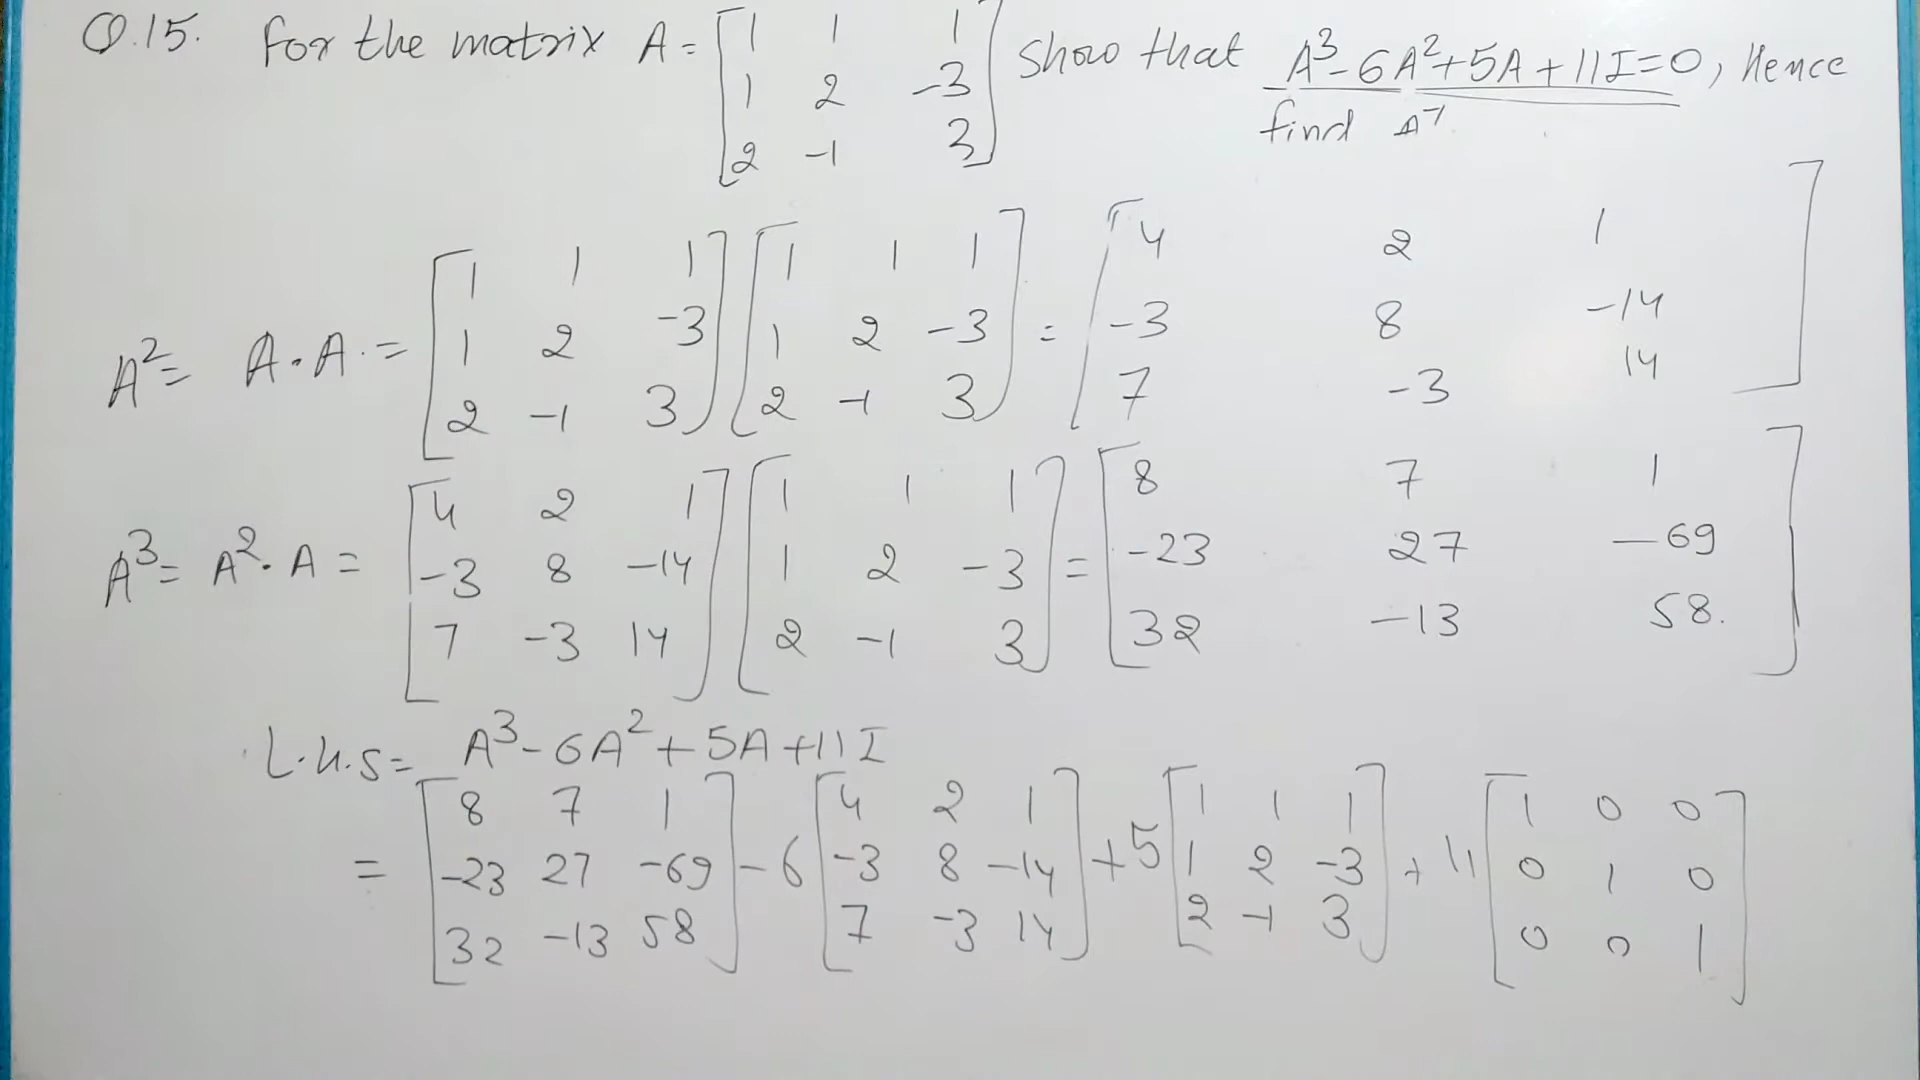 Q.15. for the matrix A = [1 1 1
1 2 -3
2 -1 3] Show that A³-6A²+5A+11I=0, Hence
find A⁻¹
A²= A.A.= [1 1 1
1 2 -3
2 -1 3] [1 1 1
1 2 -3
2 -1 3] = [4 2 1
-3 8 -14
7 -3 14]
A³= A².A = [4 2 1
-3 8 -14
7 -3 14] [1 1 1
1 2 -3
2 -1 3] = [8 7 1
-23 27 -69
32 -13 58.]
L.H.S= A³-6A²+5A+11I
= [8 7 1
-23 27 -69
32 -13 58] -6 [4 2 1
-3 8 -14
7 -3 14] +5 [1 1 1
1 2 -3
2 -1 3] + 11 [1 0 0
0 1 0
0 0 1]